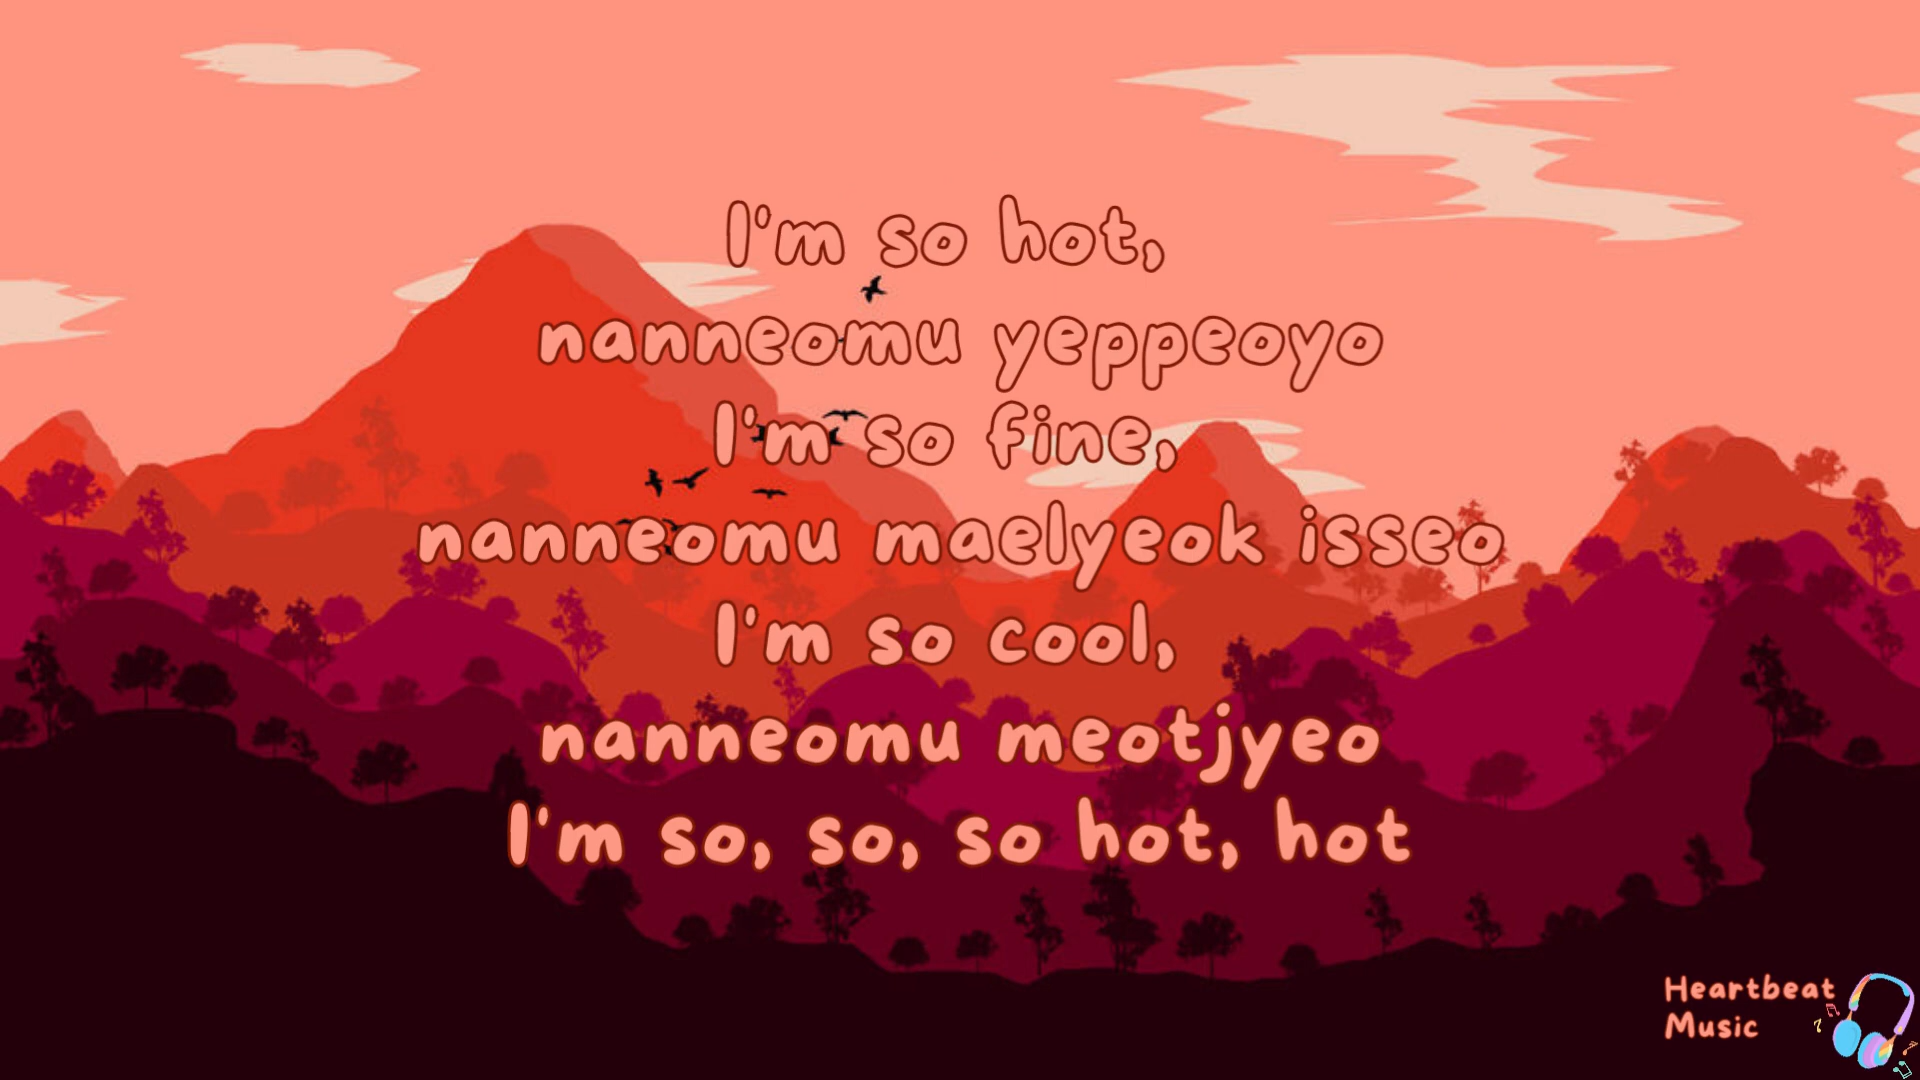 I'm so hot,
nanneomu yeppeoyo
I'm so fine,
nanneomu maelyeok isseo
I'm so cool,
nanneomu meotjyeo
I'm so, so, so hot, hot
Heartbeat
Music